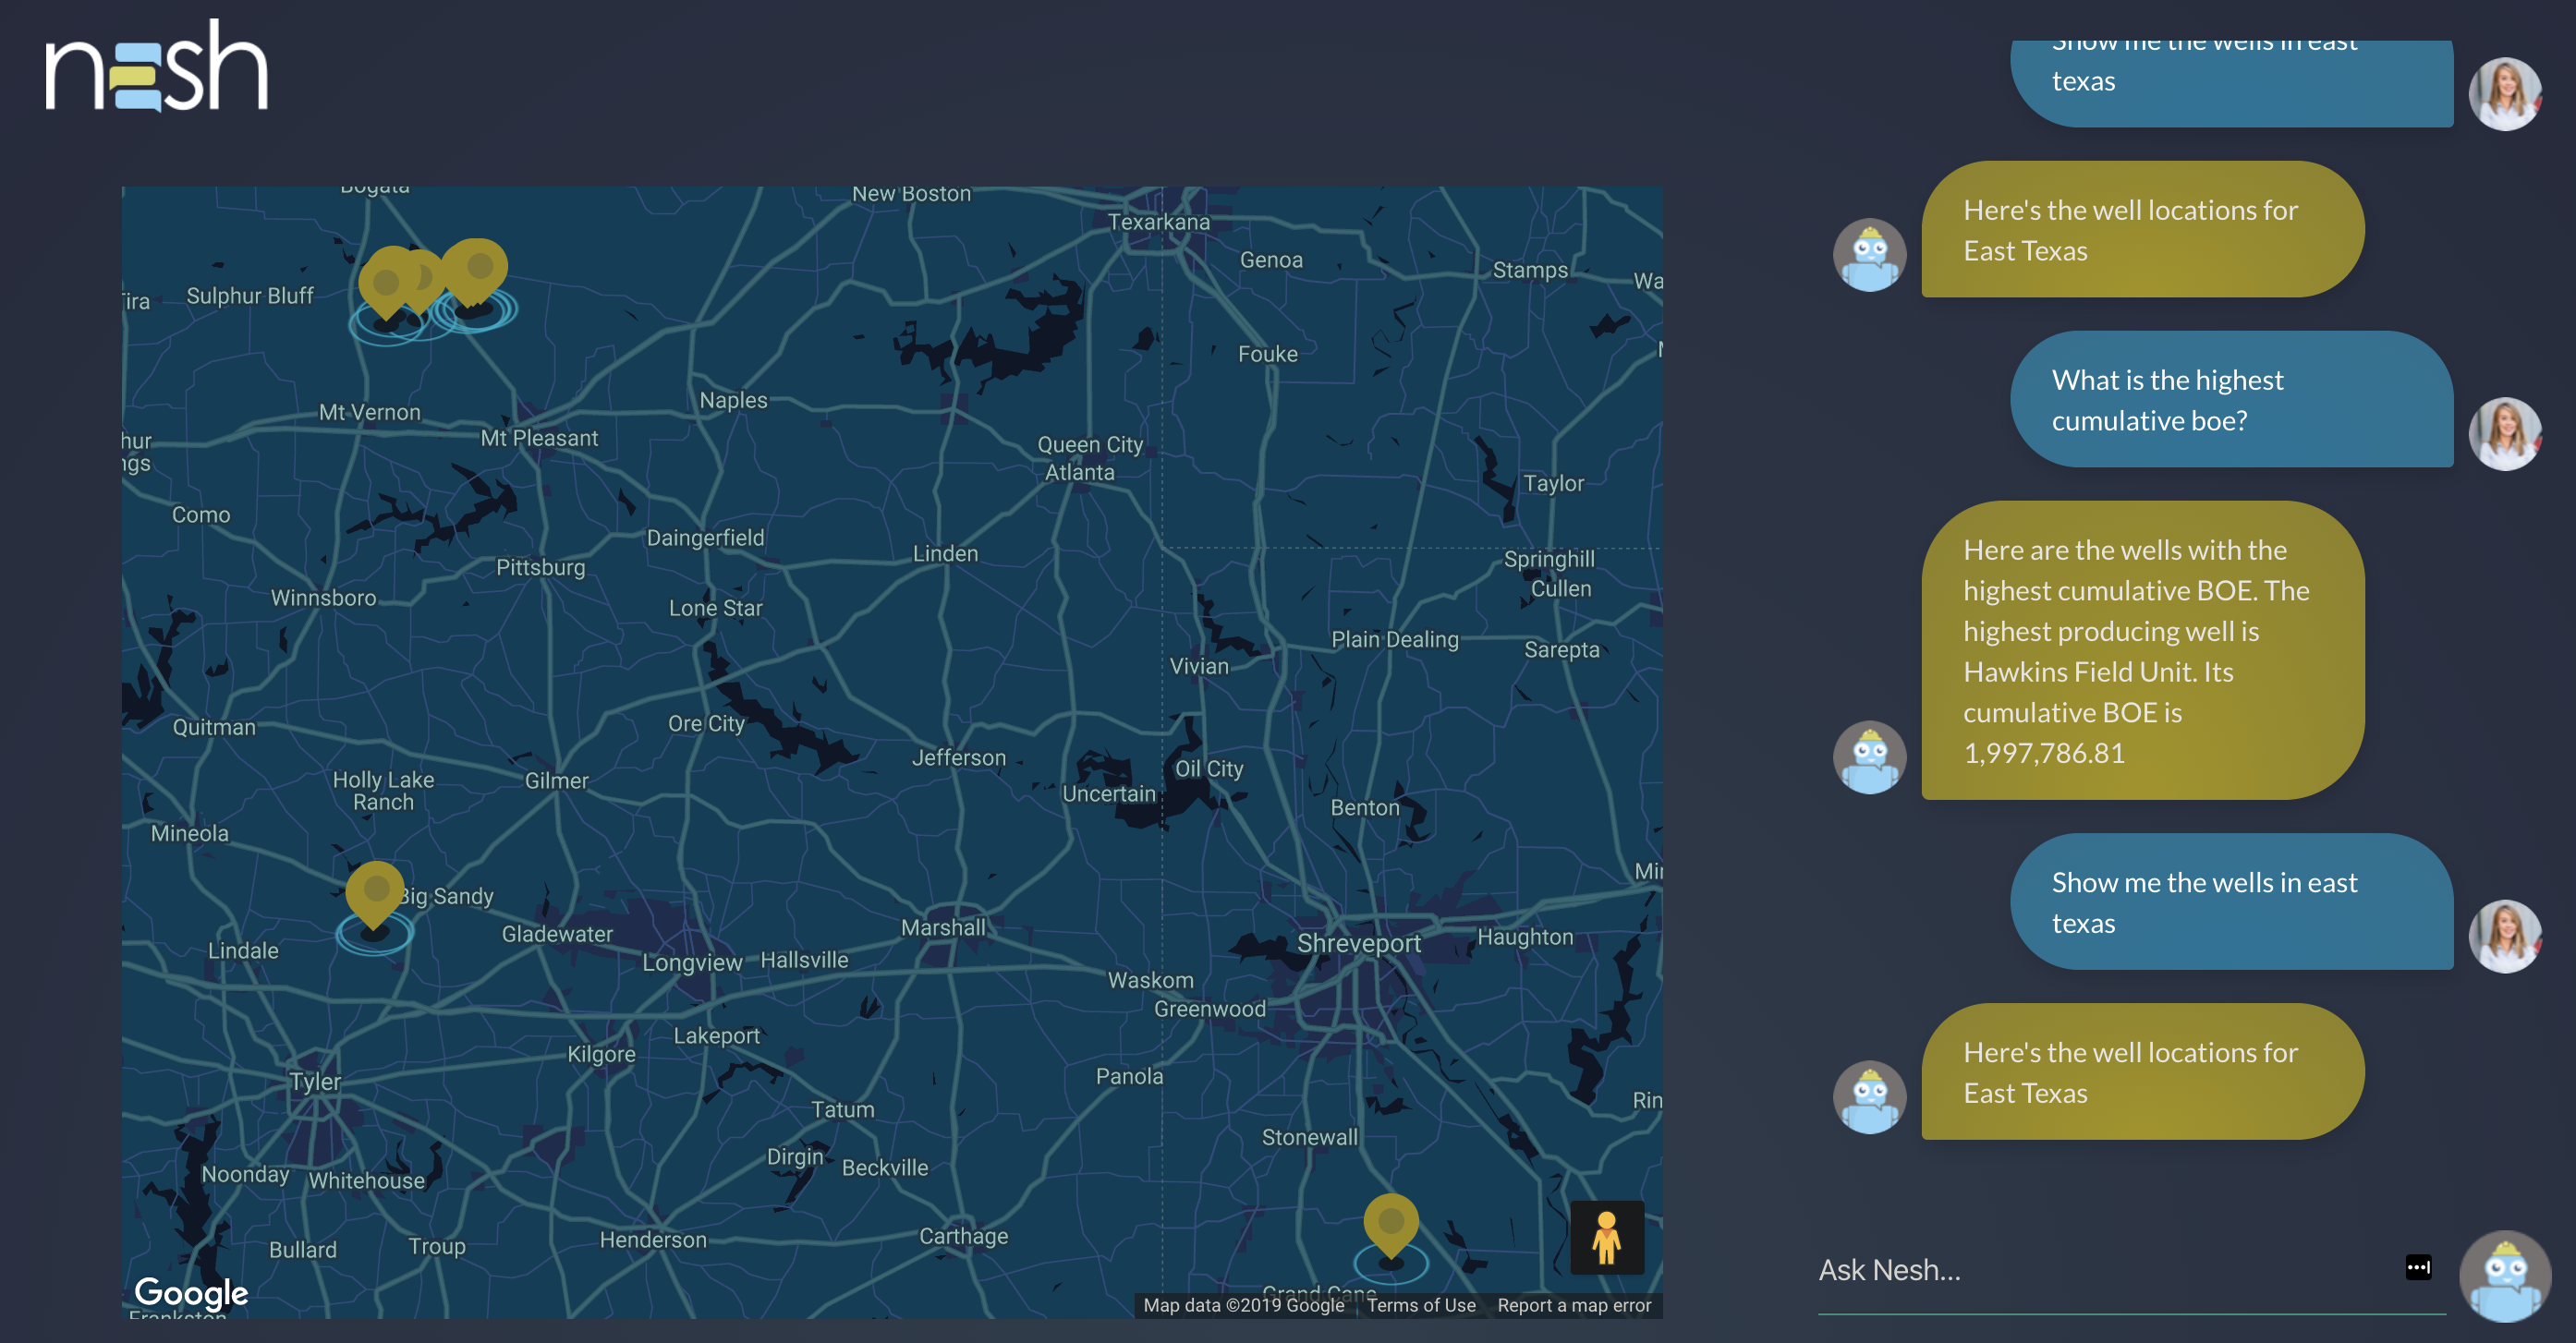 nesh
Bogata
New Boston
Texarkana
Genoa
Stamps
Sulphur Bluff
Fouke
Naples
Mt Vernon
Mt Pleasant
Queen City
Atlanta
Taylor
Como
Daingerfield
Linden
Springhill
Cullen
Pittsburg
Winnsboro
Lone Star
Plain Dealing
Sarepta
Vivian
Quitman
Ore City
Jefferson
Oil City
Holly Lake
Ranch
Gilmer
Uncertain
Benton
Mineola
Big Sandy
Gladewater
Marshall
Shreveport
Haughton
Lindale
Longview
Hallsville
Waskom
Greenwood
Lakeport
Kilgore
Tyler
Panola
Tatum
Stonewall
Dirgin
Beckville
Noonday
Whitehouse
Bullard
Troup
Henderson
Carthage
Grand Cane
Frankston
Google
Map data ©2019 Google
Terms of Use
Report a map error
Show me the wells in east
texas
Here's the well locations for
East Texas
What is the highest
cumulative boe?
Here are the wells with the
highest cumulative BOE. The
highest producing well is
Hawkins Field Unit. Its
cumulative BOE is
1,997,786.81
Show me the wells in east
texas
Here's the well locations for
East Texas
Ask Nesh...